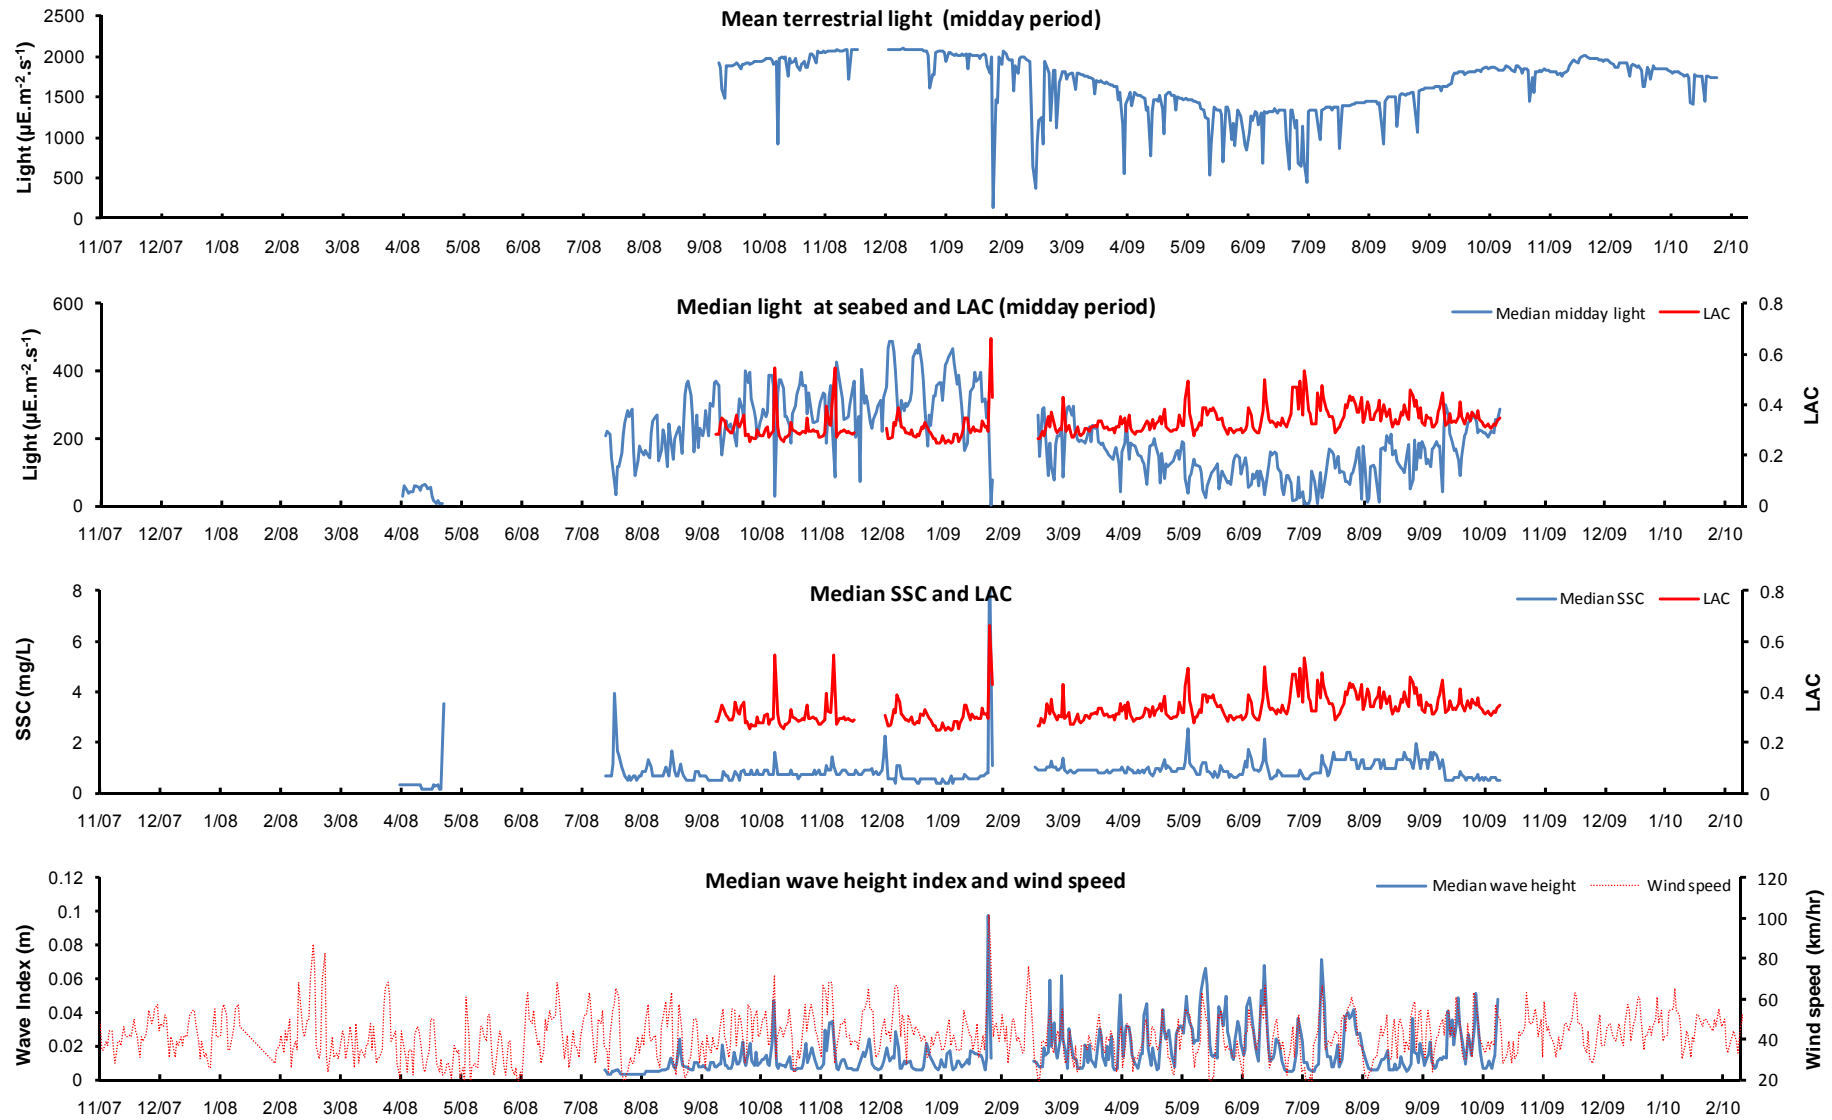 Mean terrestrial light (midday period)
Light (µE.m-2.s-1)
2500
2000
1500
1000
500
0
11/07 12/07 1/08 2/08 3/08 4/08 5/08 6/08 7/08 8/08 9/08 10/08 11/08 12/08 1/09 2/09 3/09 4/09 5/09 6/09 7/09 8/09 9/09 10/09 11/09 12/09 1/10 2/10
Median light at seabed and LAC (midday period)
Median midday light LAC
Light (µE.m-2.s-1)
600
400
200
0
0.8
0.6
0.4
0.2
0
LAC
11/07 12/07 1/08 2/08 3/08 4/08 5/08 6/08 7/08 8/08 9/08 10/08 11/08 12/08 1/09 2/09 3/09 4/09 5/09 6/09 7/09 8/09 9/09 10/09 11/09 12/09 1/10 2/10
Median SSC and LAC
Median SSC LAC
SSC (mg/L)
8
6
4
2
0
0.8
0.6
0.4
0.2
0
LAC
11/07 12/07 1/08 2/08 3/08 4/08 5/08 6/08 7/08 8/08 9/08 10/08 11/08 12/08 1/09 2/09 3/09 4/09 5/09 6/09 7/09 8/09 9/09 10/09 11/09 12/09 1/10 2/10
Median wave height index and wind speed
Median wave height Wind speed
Wave Index (m)
0.12
0.1
0.08
0.06
0.04
0.02
0
120
100
80
60
40
20
Wind speed (km/hr)
11/07 12/07 1/08 2/08 3/08 4/08 5/08 6/08 7/08 8/08 9/08 10/08 11/08 12/08 1/09 2/09 3/09 4/09 5/09 6/09 7/09 8/09 9/09 10/09 11/09 12/09 1/10 2/10